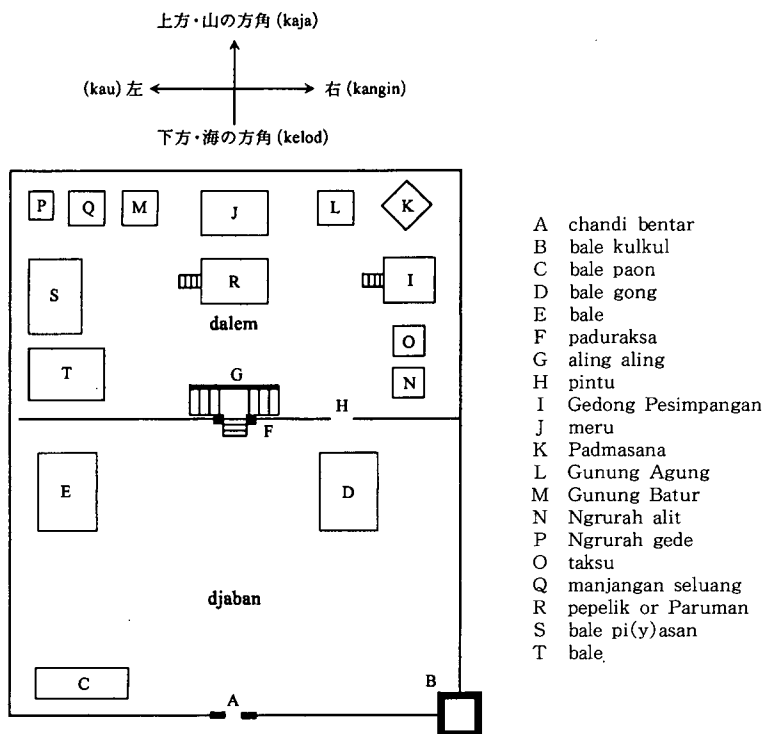 上方・山の方角 (kaja)
(kau) 左
右 (kangin)
下方・海の方角 (kelod)
P
Q
M
J
L
K
S
R
I
dalem
O
T
N
G
H
F
E
D
djaban
C
A
B
A chandi bentar
B bale kulkul
C bale paon
D bale gong
E bale
F paduraksa
G aling aling
H pintu
I Gedong Pesimpangan
J meru
K Padmasana
L Gunung Agung
M Gunung Batur
N Ngrurah alit
P Ngrurah gede
O taksu
Q manjangan seluang
R pepelik or Paruman
S bale pi(y)asan
T bale